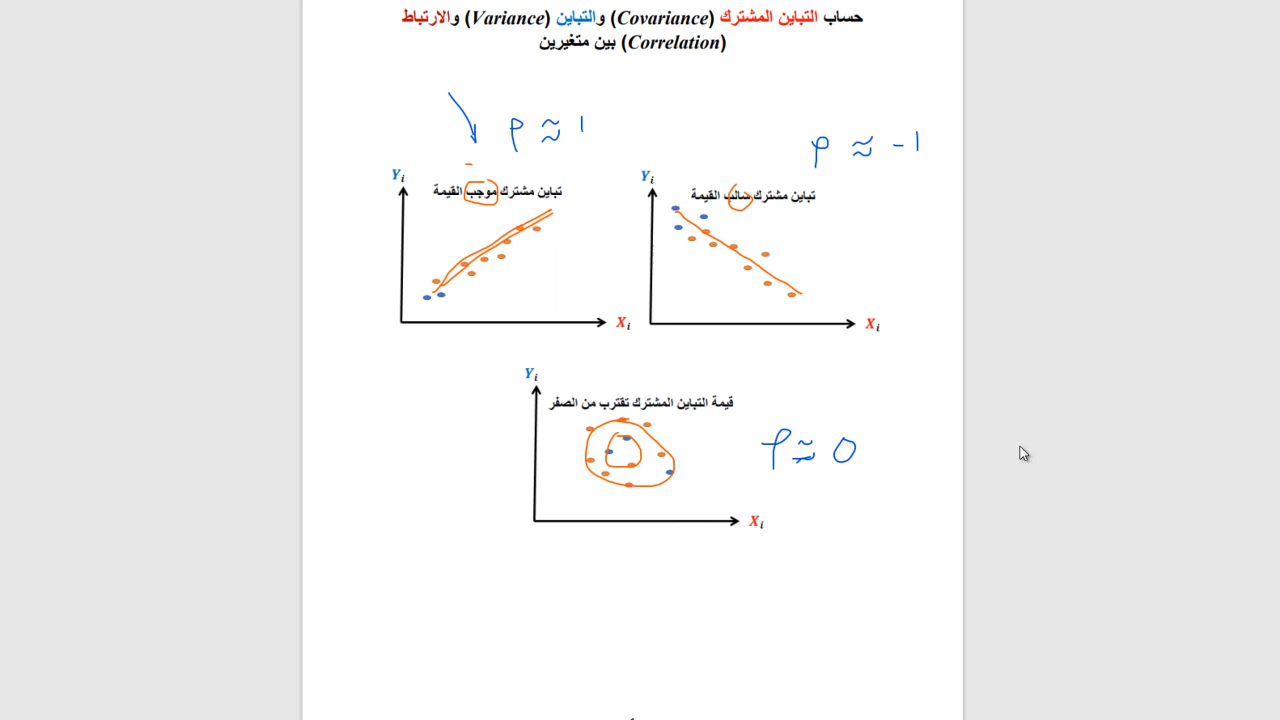 حساب التباين المشترك (Covariance) والتباين (Variance) والارتباط
(Correlation) بين متغيرين
ρ ≈ 1
ρ ≈ -1
Yi
تباين مشترك موجب القيمة
Xi
Yi
تباين مشترك سالب القيمة
Xi
Yi
قيمة التباين المشترك تقترب من الصفر
ρ ≈ 0
Xi